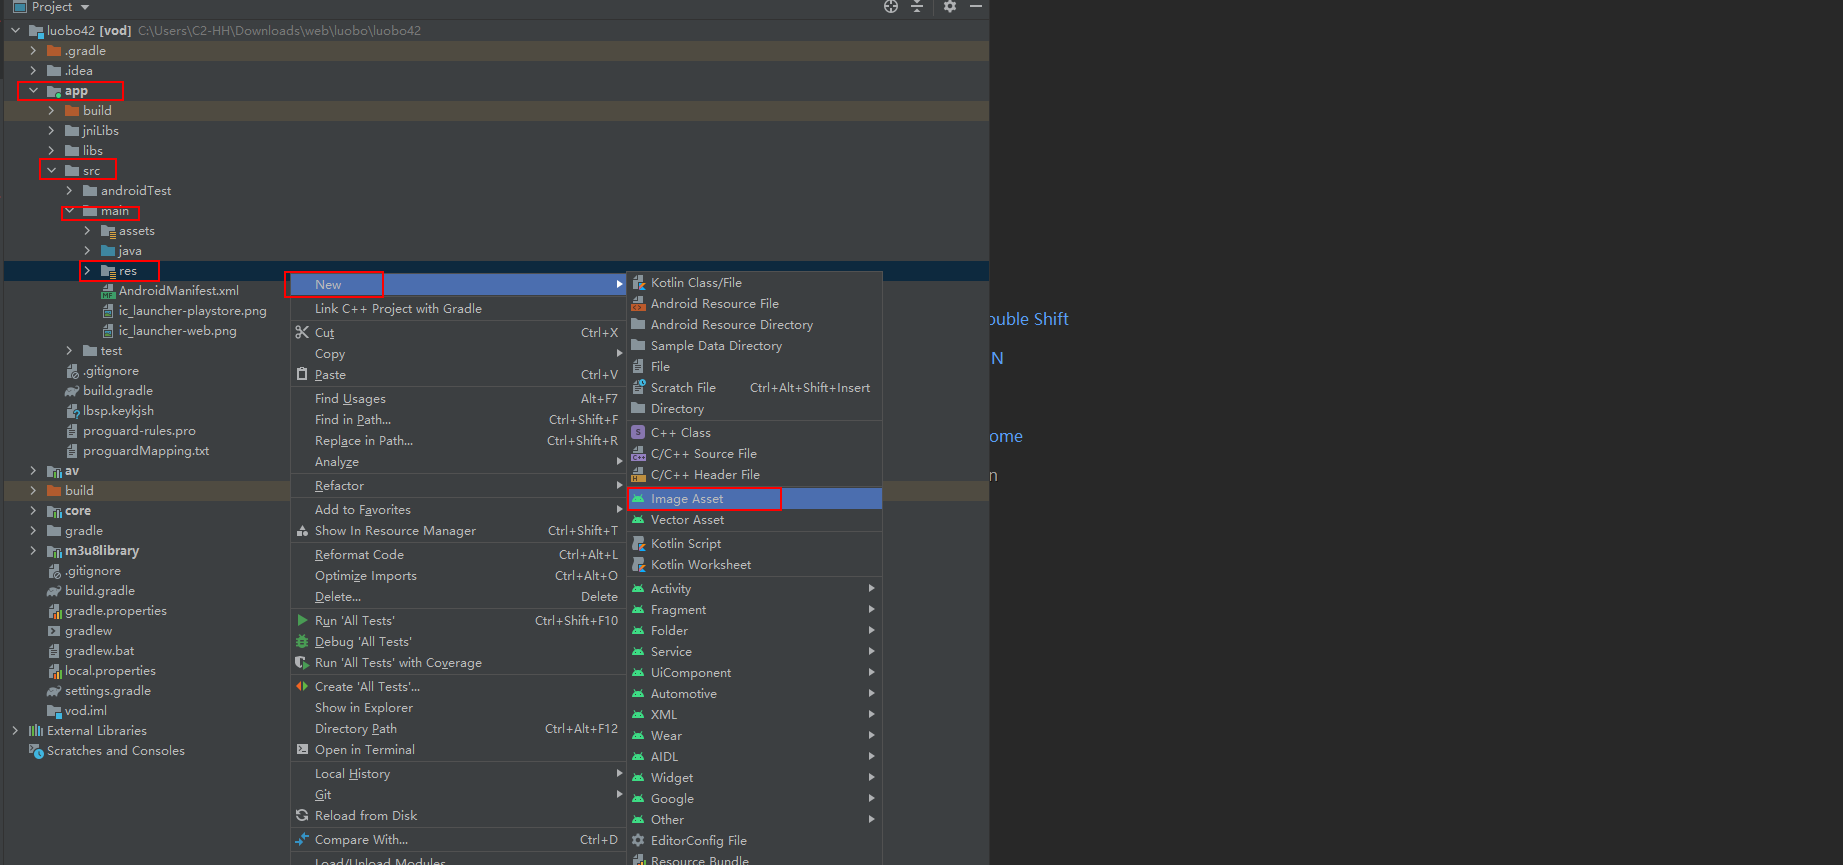 Project
luobo42 [vod] C:\Users\C2-HH\Downloads\web\luobo\luobo42
.gradle
.idea
app
build
jniLibs
libs
src
androidTest
main
assets
java
res
AndroidManifest.xml
ic_launcher-playstore.png
ic_launcher-web.png
test
.gitignore
build.gradle
lbsp.keykjsh
proguard-rules.pro
proguardMapping.txt
av
build
core
gradle
m3u8library
.gitignore
build.gradle
gradle.properties
gradlew
gradlew.bat
local.properties
settings.gradle
vod.iml
External Libraries
Scratches and Consoles
New
Link C++ Project with Gradle
Cut Ctrl+X
Copy
Paste Ctrl+V
Find Usages Alt+F7
Find in Path... Ctrl+Shift+F
Replace in Path... Ctrl+Shift+R
Analyze
Refactor
Add to Favorites
Show In Resource Manager Ctrl+Shift+T
Reformat Code Ctrl+Alt+L
Optimize Imports Ctrl+Alt+O
Delete... Delete
Run 'All Tests' Ctrl+Shift+F10
Debug 'All Tests'
Run 'All Tests' with Coverage
Create 'All Tests'...
Show in Explorer
Directory Path Ctrl+Alt+F12
Open in Terminal
Local History
Git
Reload from Disk
Compare With... Ctrl+D
Load/Unload Modules
Kotlin Class/File
Android Resource File
Android Resource Directory
Sample Data Directory
File
Scratch File Ctrl+Alt+Shift+Insert
Directory
C++ Class
C/C++ Source File
C/C++ Header File
Image Asset
Vector Asset
Kotlin Script
Kotlin Worksheet
Activity
Fragment
Folder
Service
UiComponent
Automotive
XML
Wear
AIDL
Widget
Google
Other
EditorConfig File
Resource Bundle
ouble Shift
N
ome
n